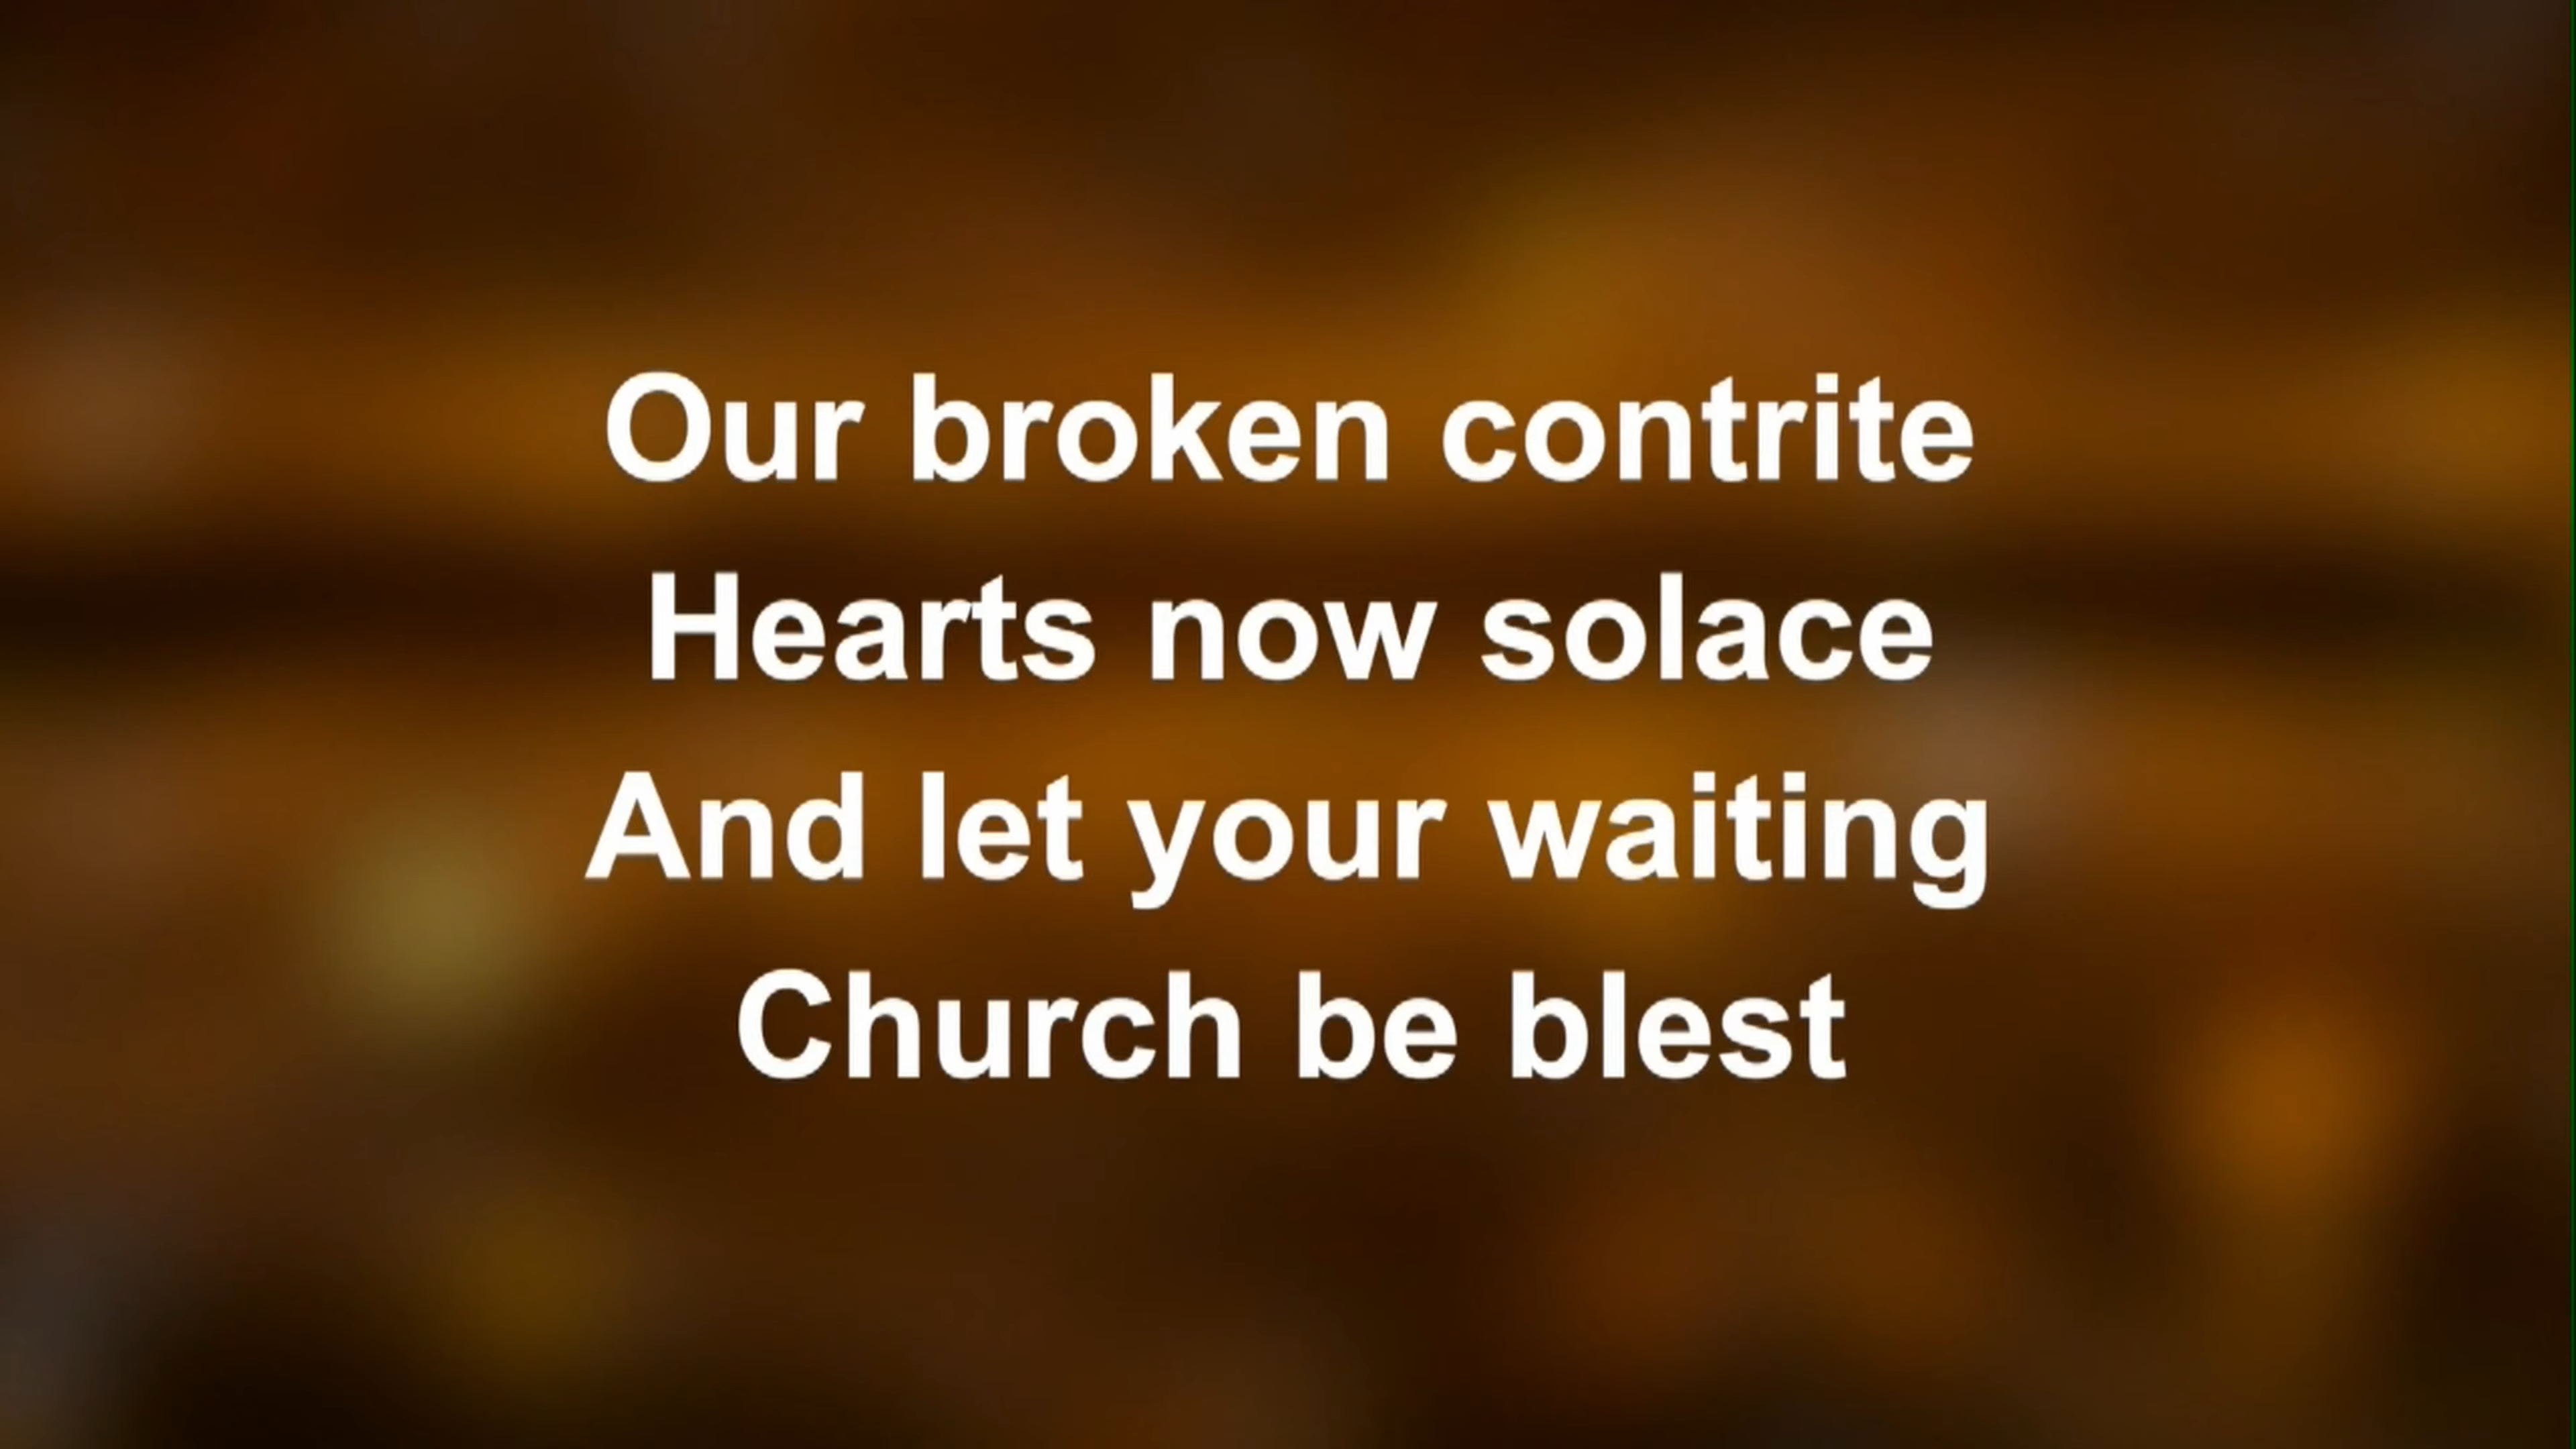 Our broken contrite
Hearts now solace
And let your waiting
Church be blest